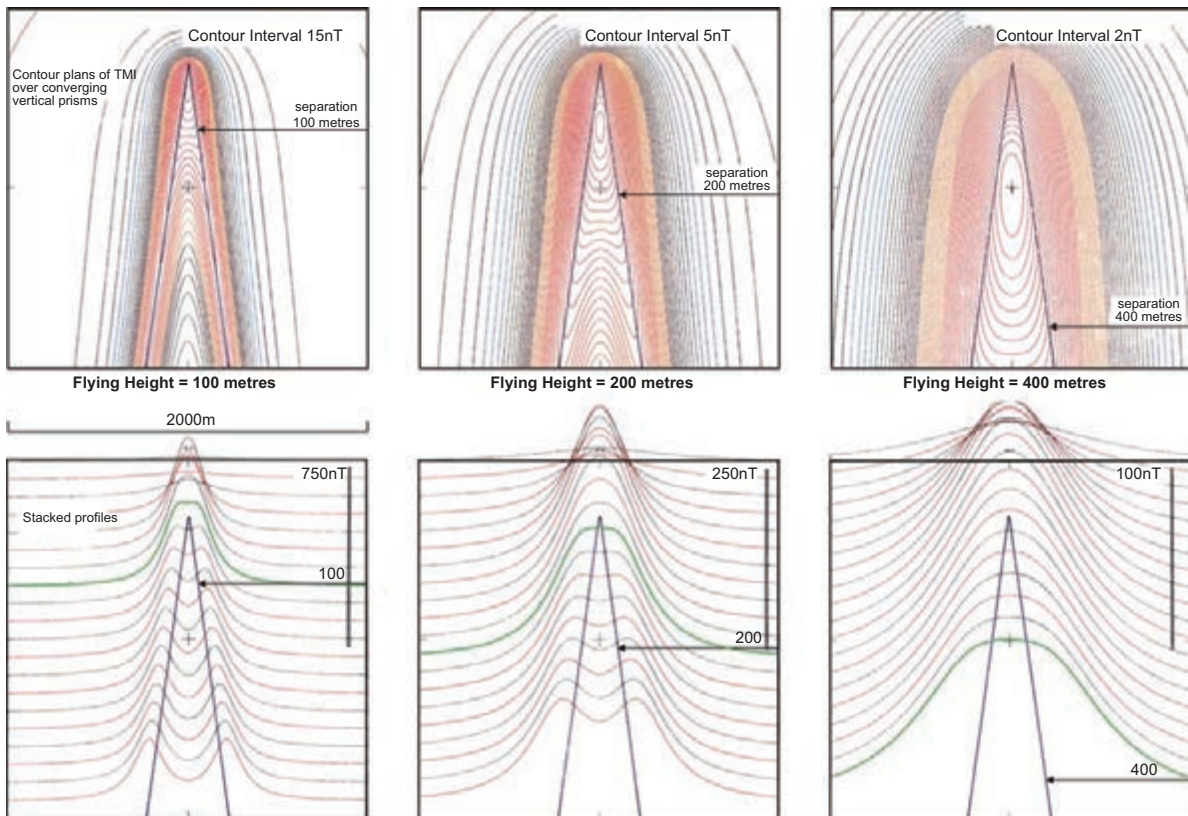 Contour Interval 15nT
Contour plans of TMI
over converging
vertical prisms
separation
100 metres
Flying Height = 100 metres
Contour Interval 5nT
separation
200 metres
Flying Height = 200 metres
Contour Interval 2nT
separation
400 metres
Flying Height = 400 metres
2000m
750nT
Stacked profiles
100
250nT
200
100nT
400